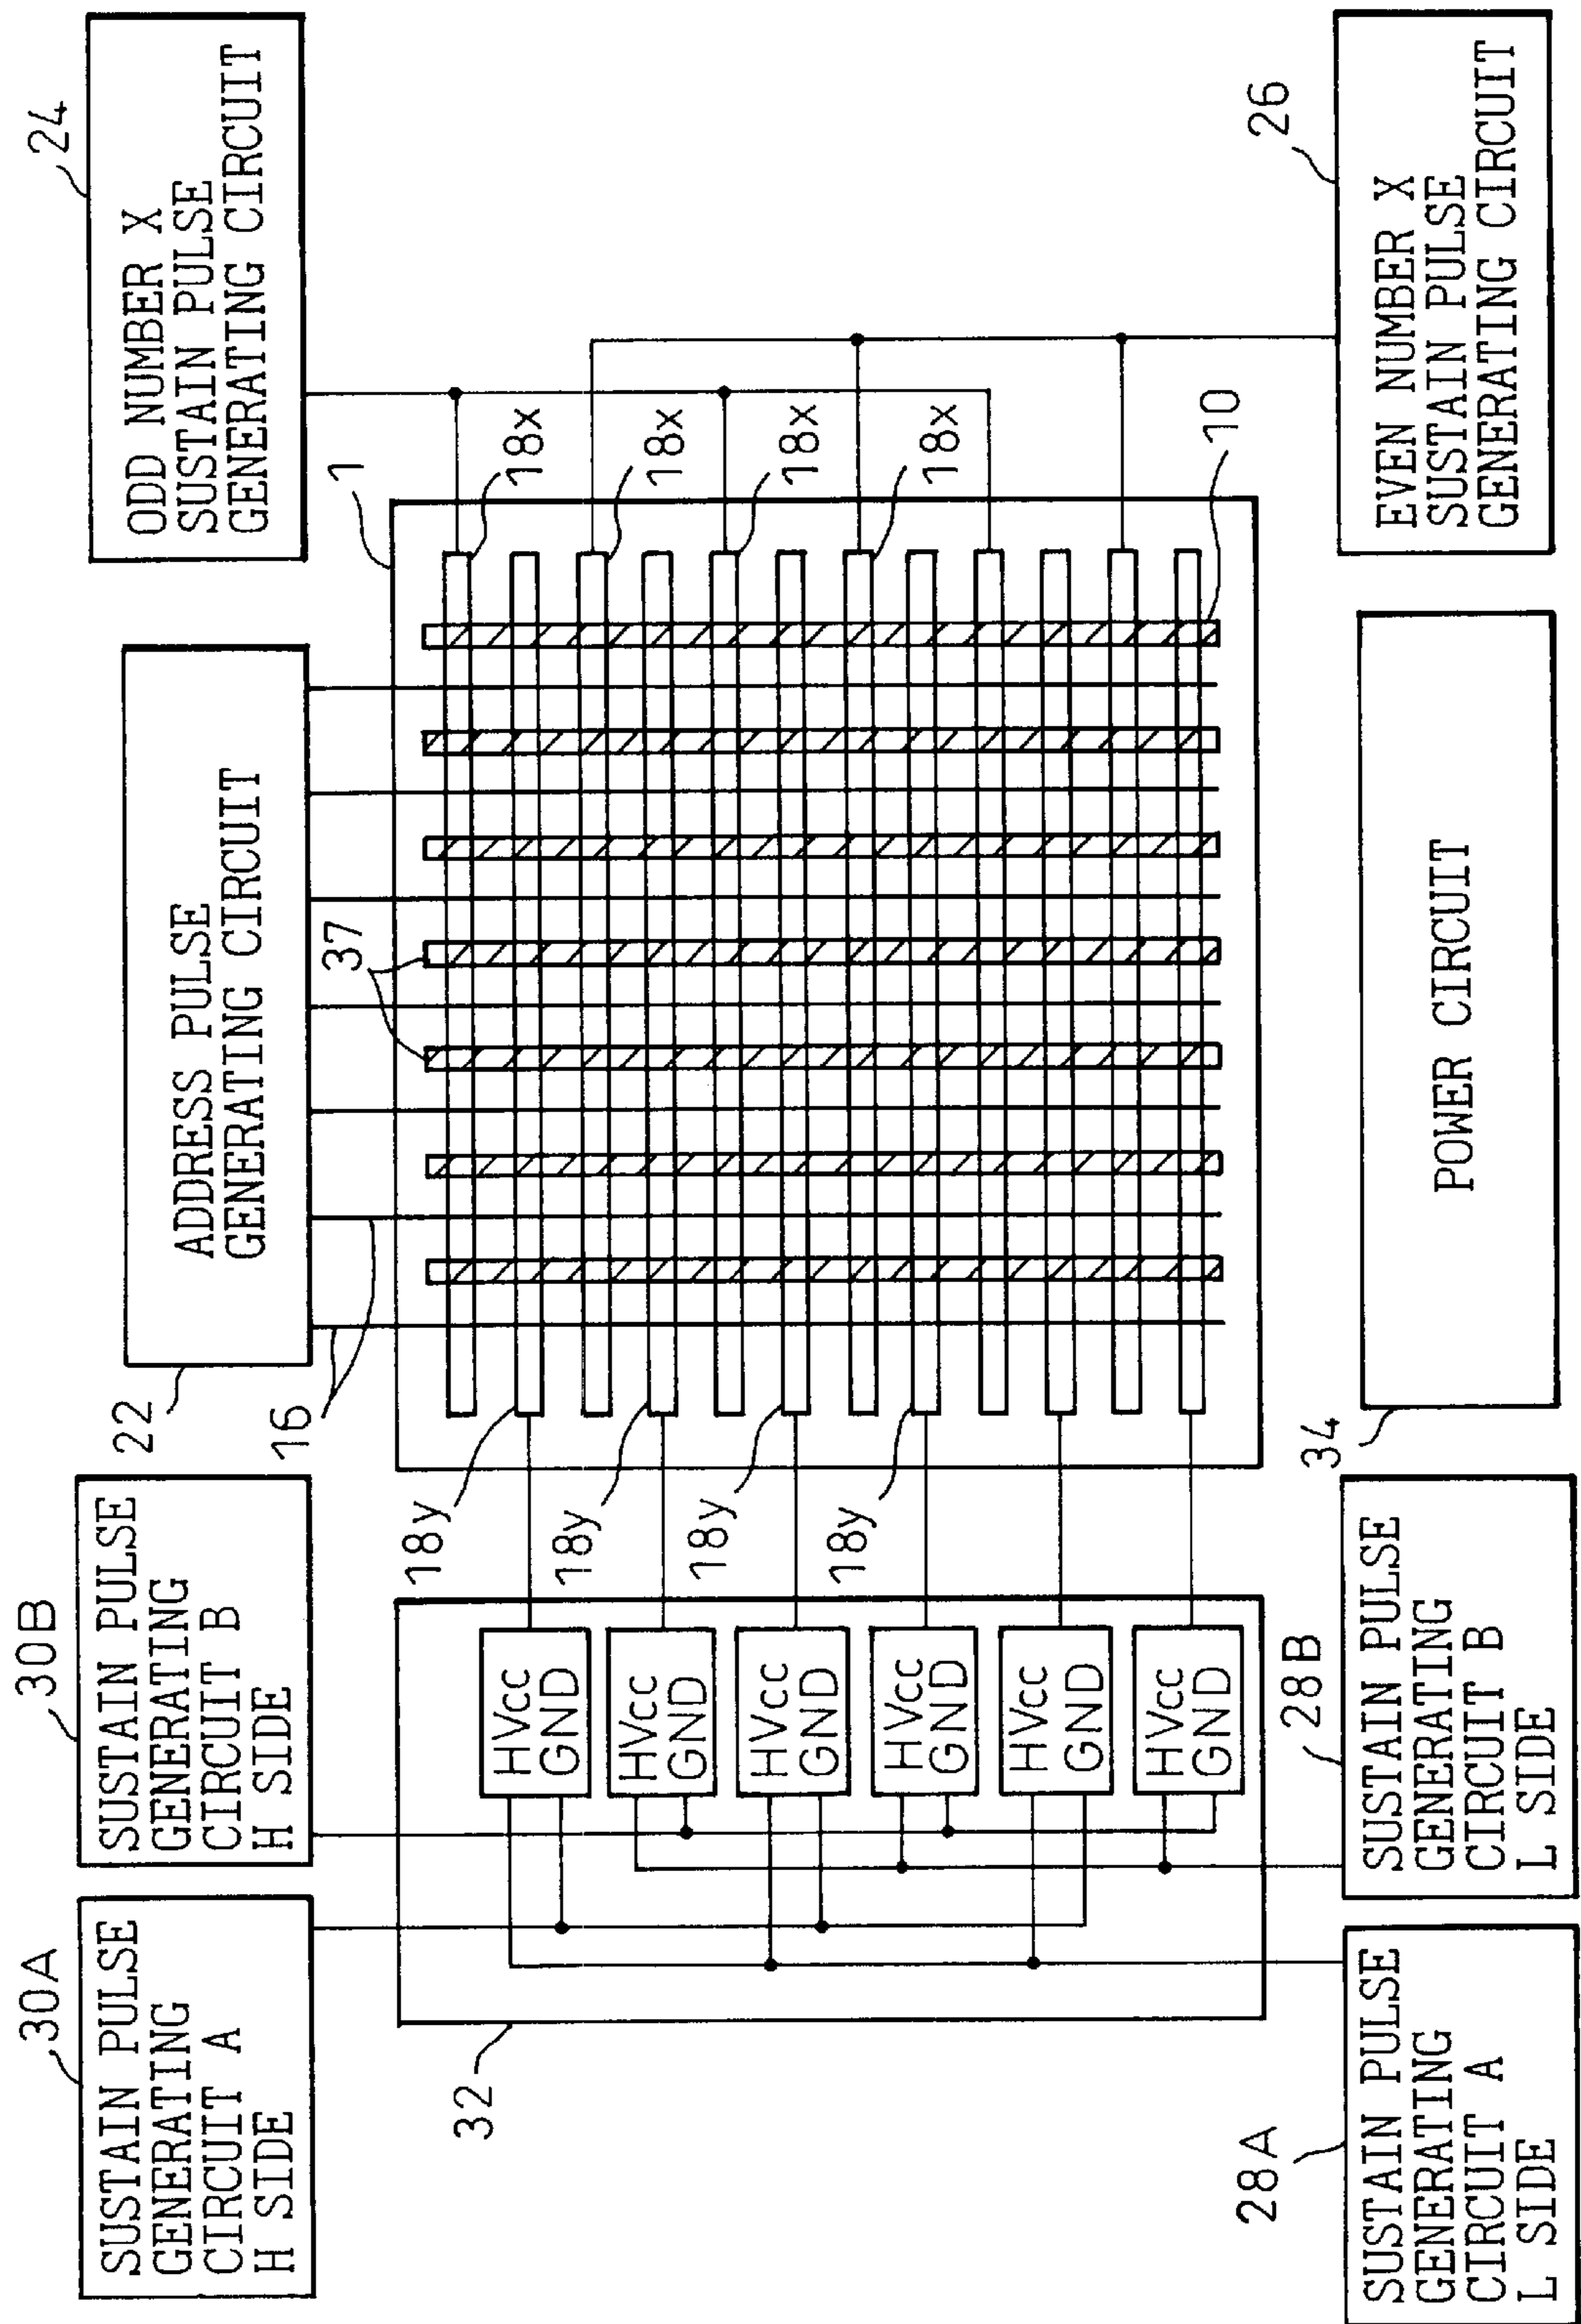 30A
SUSTAIN PULSE
GENERATING
CIRCUIT A
H SIDE
30B
SUSTAIN PULSE
GENERATING
CIRCUIT B
H SIDE
22
ADDRESS PULSE
GENERATING CIRCUIT
24
ODD NUMBER X
SUSTAIN PULSE
GENERATING CIRCUIT
16
37
1
32
HVcc
GND
HVcc
GND
HVcc
GND
HVcc
GND
HVcc
GND
HVcc
GND
18y
18y
18y
18y
18x
18x
18x
18x
10
28A
SUSTAIN PULSE
GENERATING
CIRCUIT A
L SIDE
28B
SUSTAIN PULSE
GENERATING
CIRCUIT B
L SIDE
34
POWER CIRCUIT
26
EVEN NUMBER X
SUSTAIN PULSE
GENERATING CIRCUIT